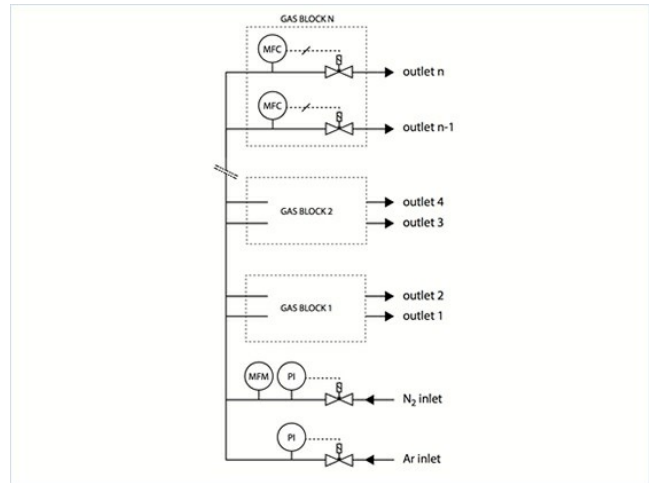 GAS BLOCK N
MFC
outlet n
MFC
outlet n-1
outlet 4
GAS BLOCK 2
outlet 3
outlet 2
GAS BLOCK 1
outlet 1
MFM PI
N₂ inlet
PI
Ar inlet